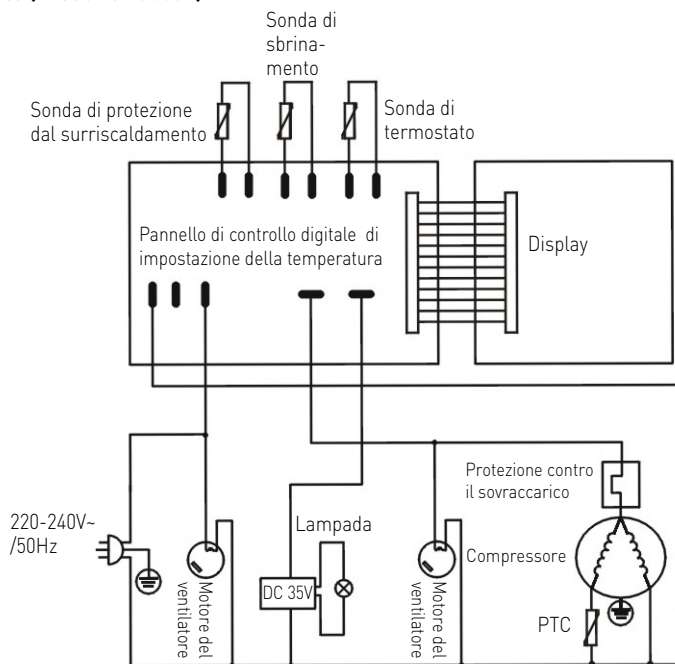 Sonda di
sbrina-
mento
Sonda di protezione
dal surriscaldamento
Sonda di
termostato
Pannello di controllo digitale di
impostazione della temperatura
Display
220-240V~
/50Hz
Motore del
ventilatore
Lampada
DC 35V
Motore del
ventilatore
Protezione contro
il sovraccarico
Compressore
PTC